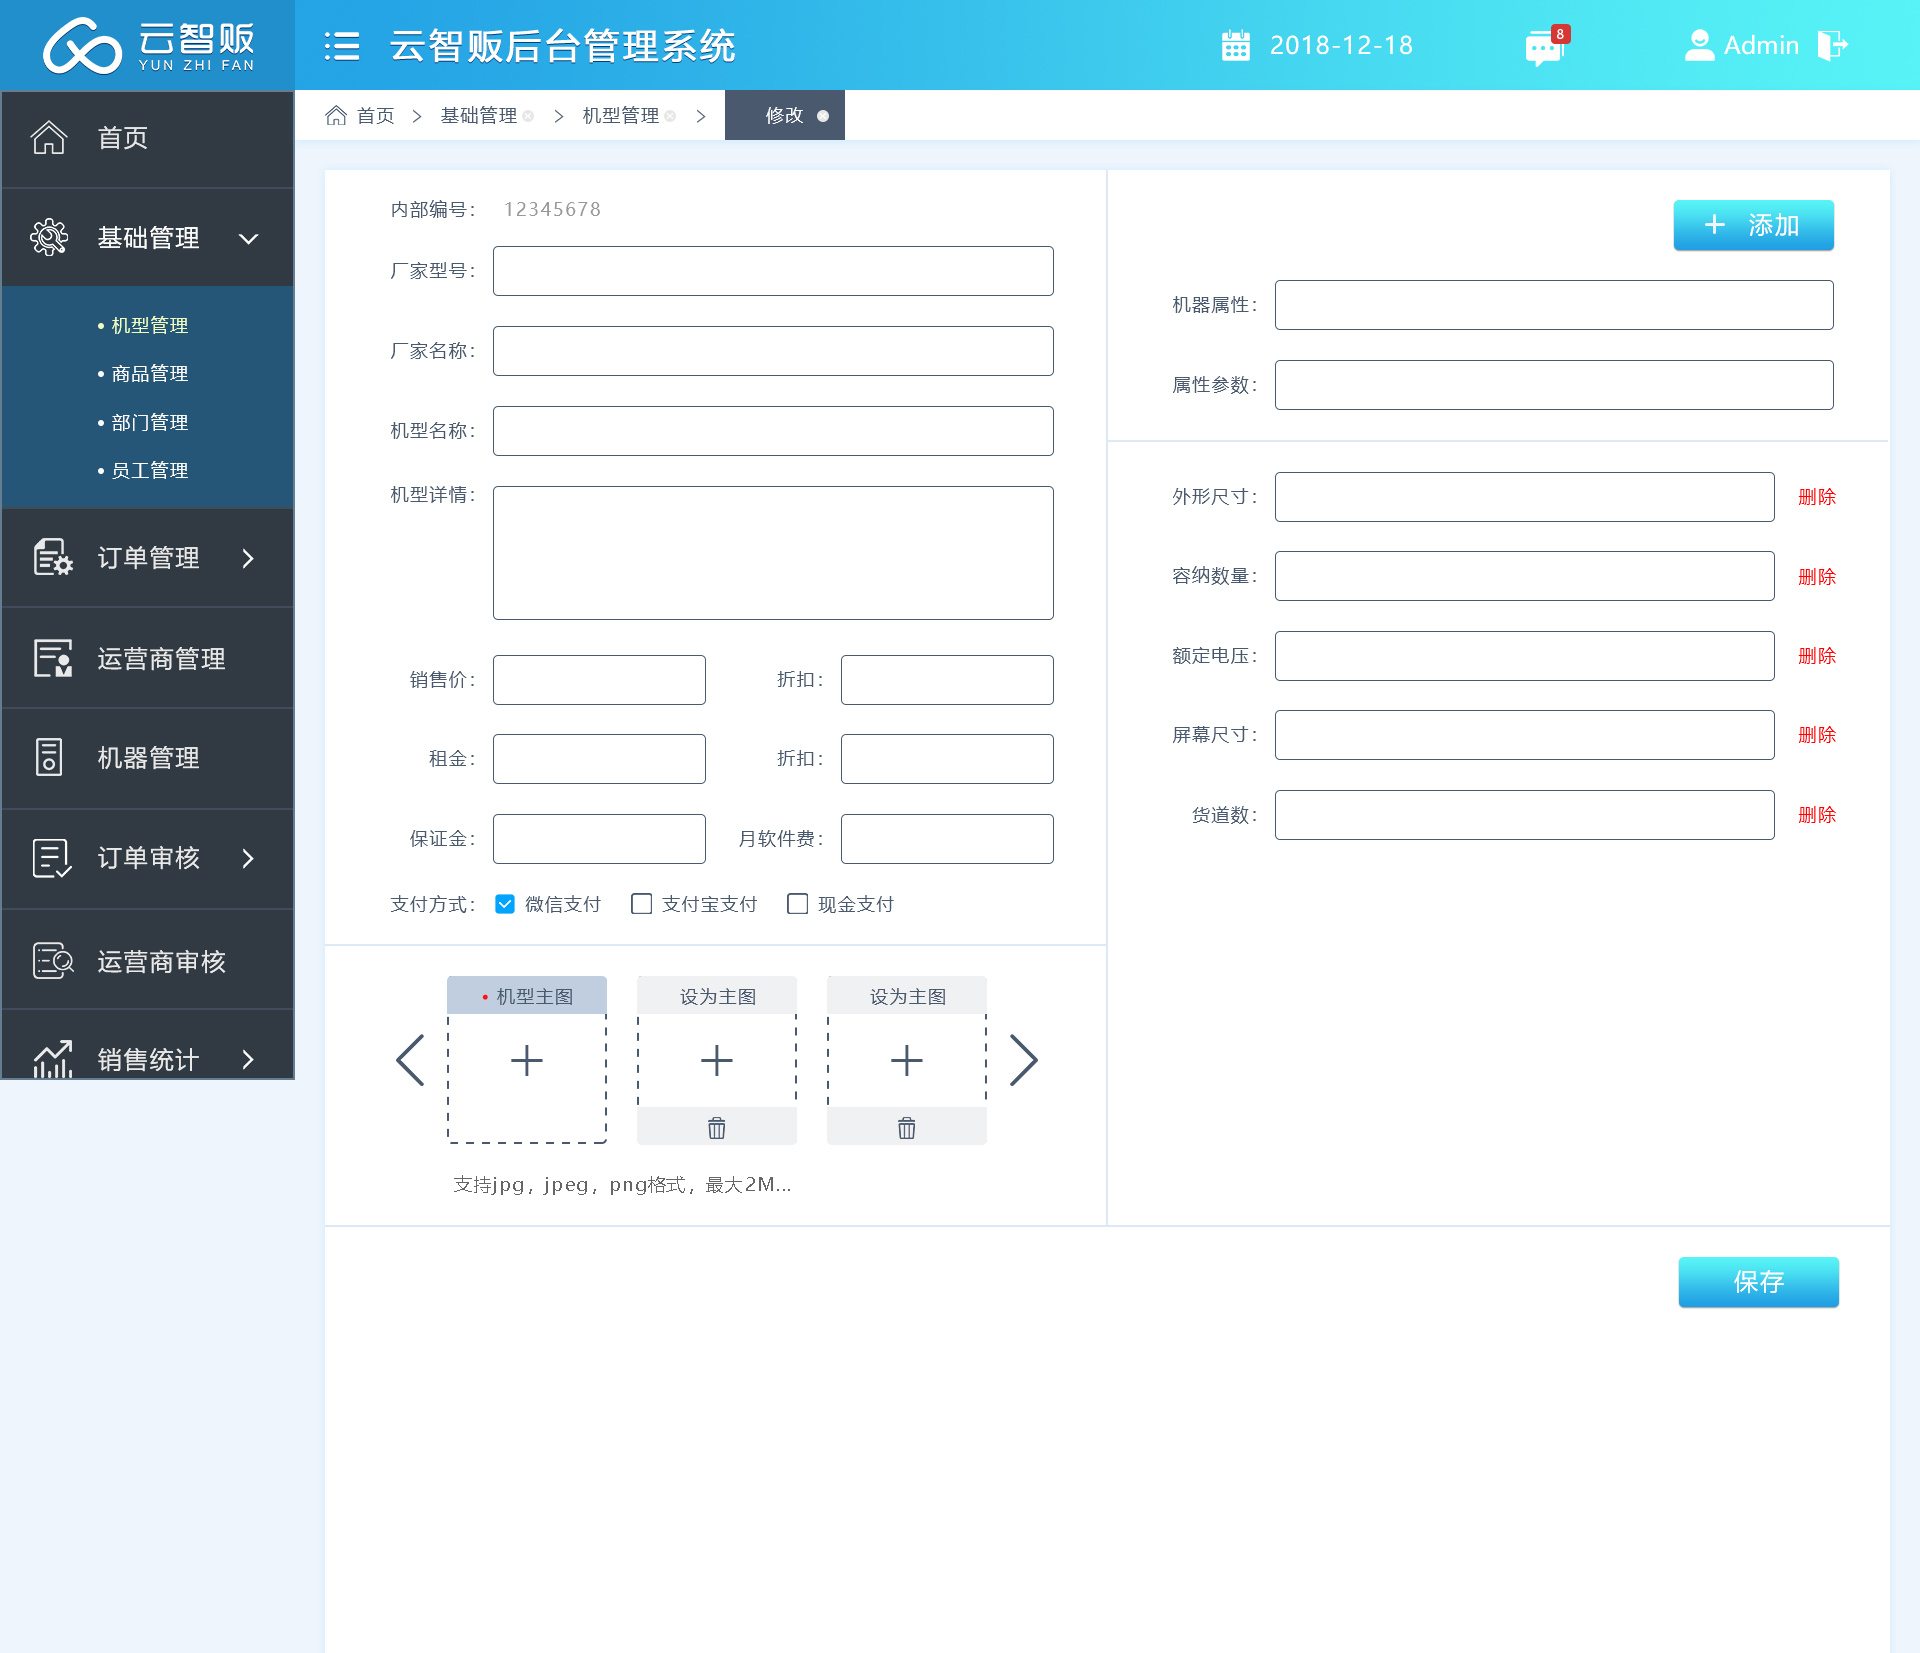 云智贩
YUN ZHI FAN
云智贩后台管理系统
2018-12-18
8
Admin
首页 > 基础管理 > 机型管理 > 修改
首页
基础管理
• 机型管理
• 商品管理
• 部门管理
• 员工管理
订单管理
运营商管理
机器管理
订单审核
运营商审核
销售统计
内部编号： 12345678
厂家型号：
厂家名称：
机型名称：
机型详情：
销售价： 折扣：
租金： 折扣：
保证金： 月软件费：
支付方式： 微信支付 支付宝支付 现金支付
• 机型主图 设为主图 设为主图
支持jpg，jpeg，png格式，最大2M...
+ 添加
机器属性：
属性参数：
外形尺寸： 删除
容纳数量： 删除
额定电压： 删除
屏幕尺寸： 删除
货道数： 删除
保存